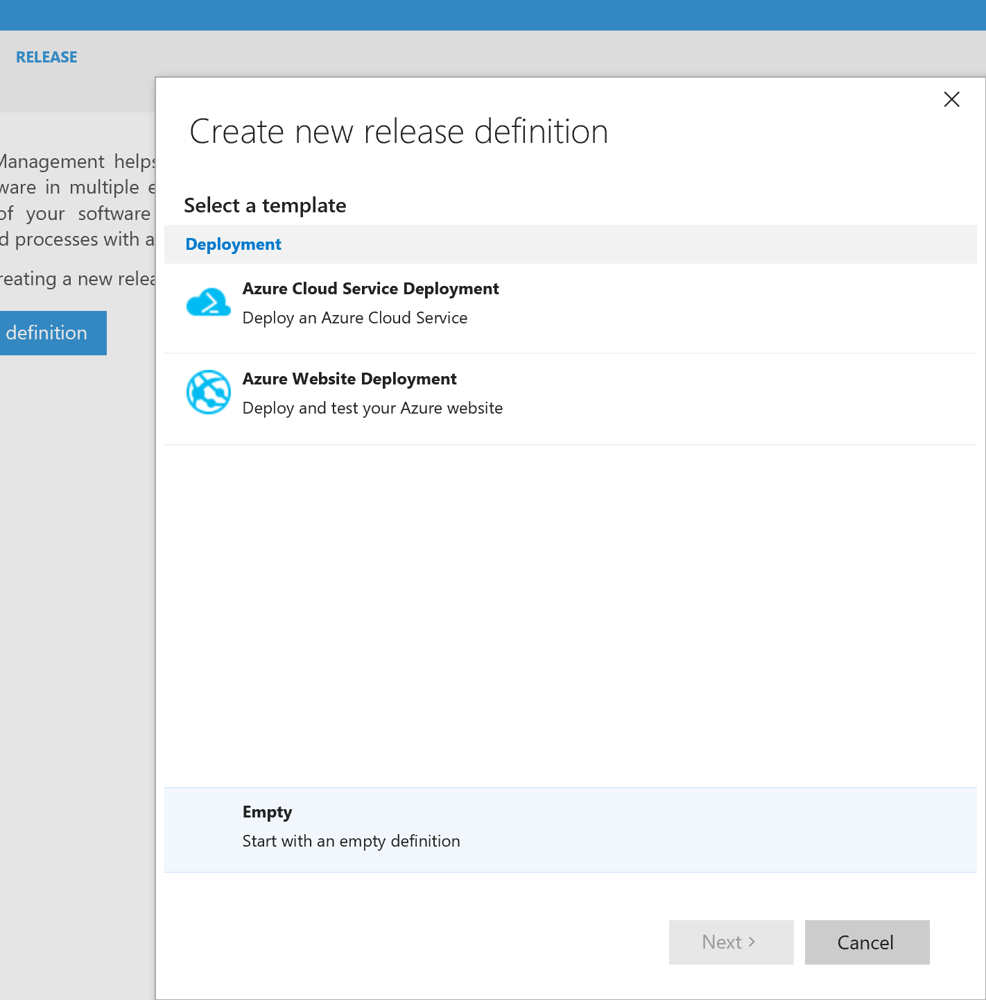 RELEASE
Create new release definition
Management helps
ware in multiple e
of your software
d processes with a
reating a new relea
definition
Select a template
Deployment
Azure Cloud Service Deployment
Deploy an Azure Cloud Service
Azure Website Deployment
Deploy and test your Azure website
Empty
Start with an empty definition
Next >
Cancel